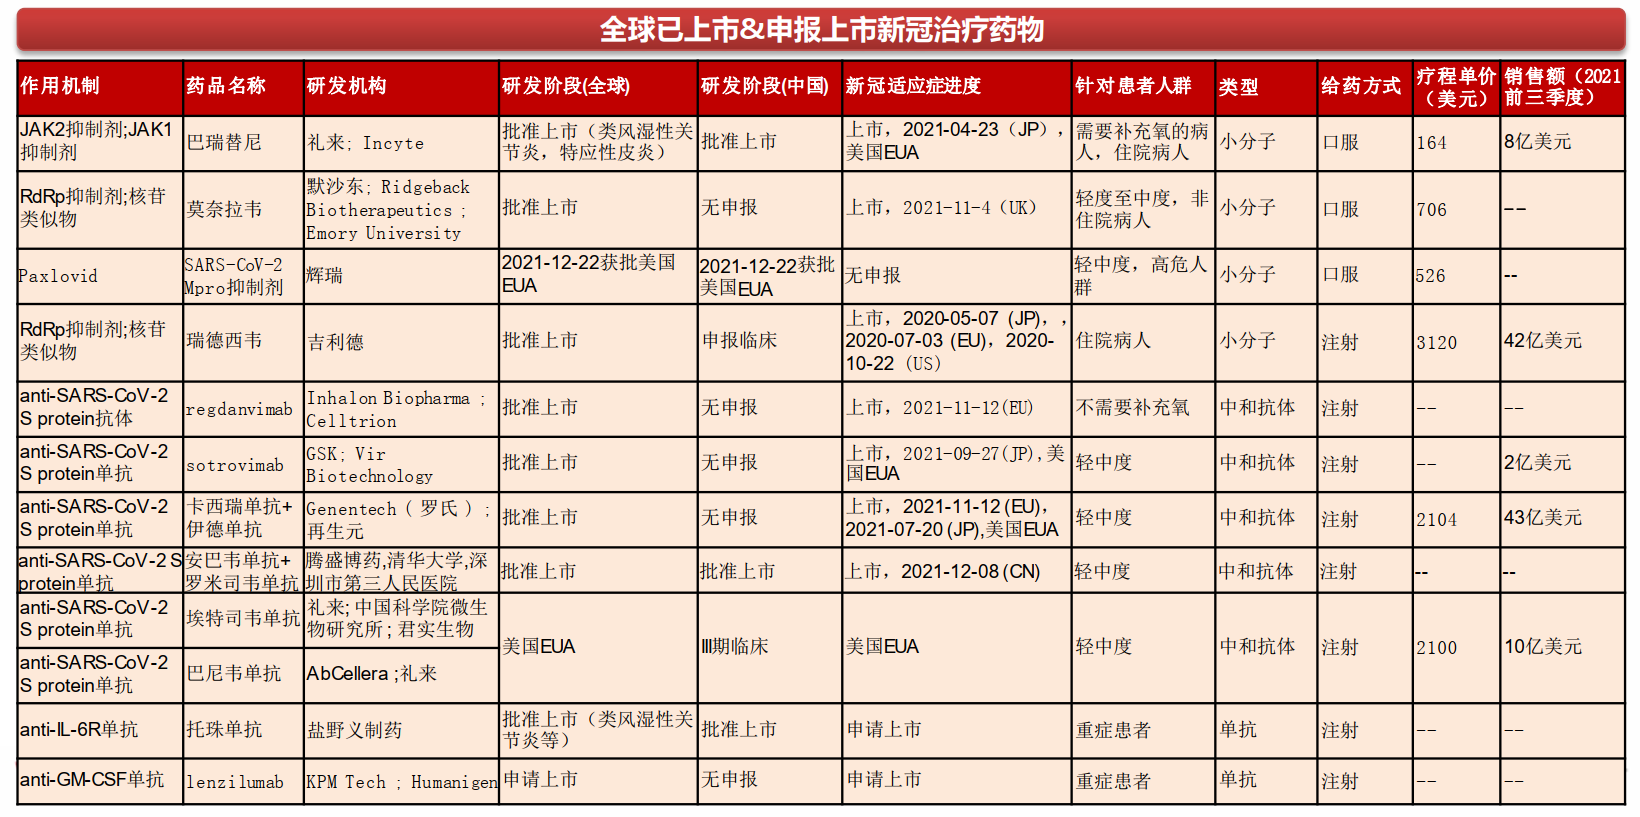 全球已上市&申报上市新冠治疗药物
作用机制 药品名称 研发机构 研发阶段(全球) 研发阶段(中国) 新冠适应症进度 针对患者人群 类型 给药方式 疗程单价
（美元） 销售额（2021
前三季度）
JAK2抑制剂;JAK1
抑制剂
巴瑞替尼
礼来; Incyte
批准上市（类风湿性关
节炎，特应性皮炎）
批准上市
上市，2021-04-23（JP），
美国EUA
需要补充氧的病
人，住院病人
小分子
口服
164
8亿美元
RdRp抑制剂;核苷
类似物
莫奈拉韦
默沙东; Ridgeback
Biotherapeutics ;
Emory University
批准上市
无申报
上市，2021-11-4（UK）
轻度至中度，非
住院病人
小分子
口服
706
--
Paxlovid
SARS-CoV-2
Mpro抑制剂
辉瑞
2021-12-22获批美国
EUA
2021-12-22获批
美国EUA
无申报
轻中度，高危人
群
小分子
口服
526
--
RdRp抑制剂;核苷
类似物
瑞德西韦
吉利德
批准上市
申报临床
上市，2020-05-07 (JP)，,
2020-07-03 (EU)，2020-
10-22（US）
住院病人
小分子
注射
3120
42亿美元
anti-SARS-CoV-2
S protein抗体
regdanvimab
Inhalon Biopharma ;
Celltrion
批准上市
无申报
上市，2021-11-12(EU)
不需要补充氧
中和抗体
注射
--
--
anti-SARS-CoV-2
S protein单抗
sotrovimab
GSK; Vir
Biotechnology
批准上市
无申报
上市，2021-09-27(JP),美
国EUA
轻中度
中和抗体
注射
--
2亿美元
anti-SARS-CoV-2
S protein单抗
卡西瑞单抗+
伊德单抗
Genentech ( 罗氏 ) ;
再生元
批准上市
无申报
上市，2021-11-12 (EU)，
2021-07-20 (JP),美国EUA
轻中度
中和抗体
注射
2104
43亿美元
anti-SARS-CoV-2 S
protein单抗
安巴韦单抗+
罗米司韦单抗
腾盛博药,清华大学,深
圳市第三人民医院
批准上市
批准上市
上市，2021-12-08 (CN)
轻中度
中和抗体
注射
--
--
anti-SARS-CoV-2
S protein单抗
埃特司韦单抗
礼来; 中国科学院微生
物研究所 ; 君实生物
美国EUA
III期临床
美国EUA
轻中度
中和抗体
注射
2100
10亿美元
anti-SARS-CoV-2
S protein单抗
巴尼韦单抗
AbCellera ;礼来
anti-IL-6R单抗
托珠单抗
盐野义制药
批准上市（类风湿性关
节炎等）
批准上市
申请上市
重症患者
单抗
注射
--
--
anti-GM-CSF单抗
lenzilumab
KPM Tech ; Humanigen
申请上市
无申报
申请上市
重症患者
单抗
注射
--
--